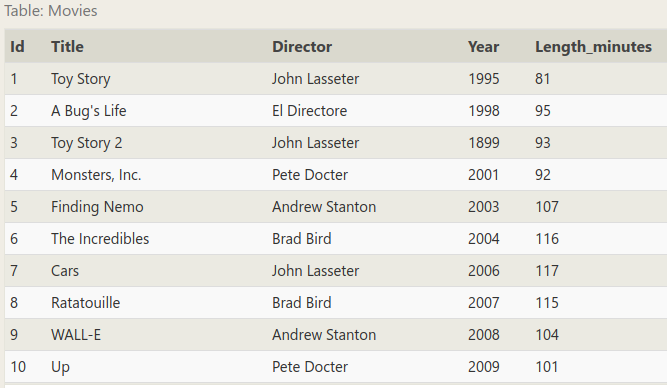 Table: Movies
Id Title Director Year Length_minutes
1 Toy Story John Lasseter 1995 81
2 A Bug's Life El Directore 1998 95
3 Toy Story 2 John Lasseter 1899 93
4 Monsters, Inc. Pete Docter 2001 92
5 Finding Nemo Andrew Stanton 2003 107
6 The Incredibles Brad Bird 2004 116
7 Cars John Lasseter 2006 117
8 Ratatouille Brad Bird 2007 115
9 WALL-E Andrew Stanton 2008 104
10 Up Pete Docter 2009 101